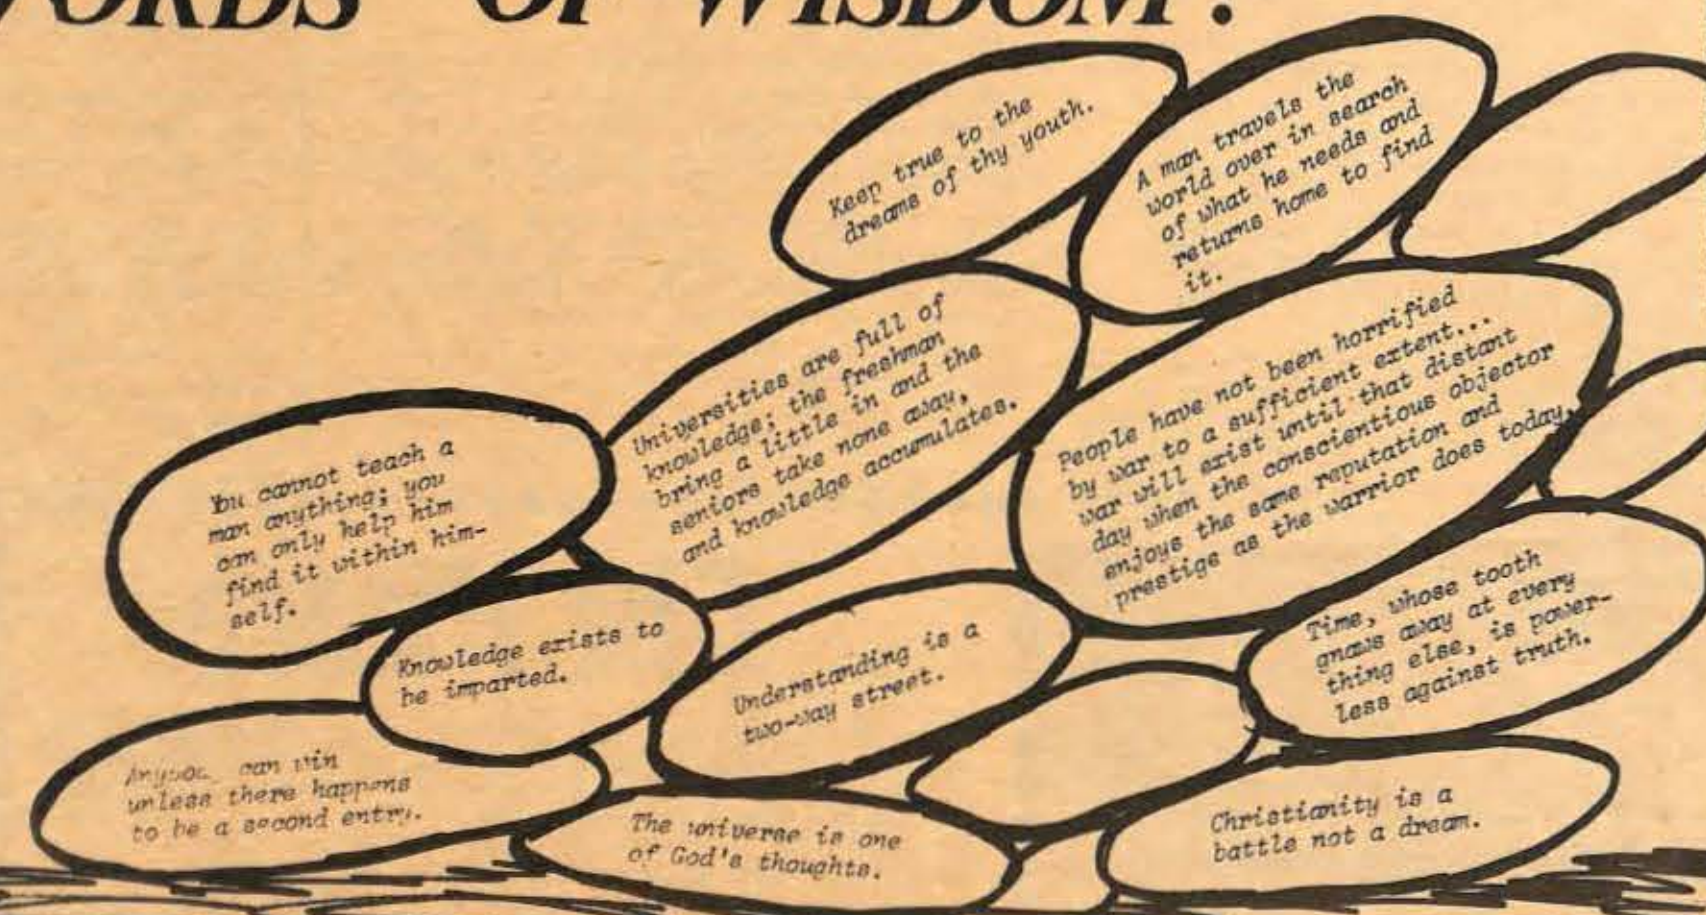 WORDS OF WISDOM:
Keep true to the
dreams of thy youth.
A man travels the
world over in search
of what he needs and
returns home to find
it.
Universities are full of
knowledge; the freshman
bring a little in and the
seniors take none away,
and knowledge accumulates.
People have not been horrified
by war to a sufficient extent...
war will exist until that distant
day when the conscientious objector
enjoys the same reputation and
prestige as the warrior does today.
You cannot teach a
man anything; you
can only help him
find it within him-
self.
Knowledge exists to
be imparted.
Understanding is a
two-way street.
Time, whose tooth
gnaws away at every
thing else, is power-
less against truth.
can win
unless there happens
to be a second entry.
The universe is one
of God's thoughts.
Christianity is a
battle not a dream.